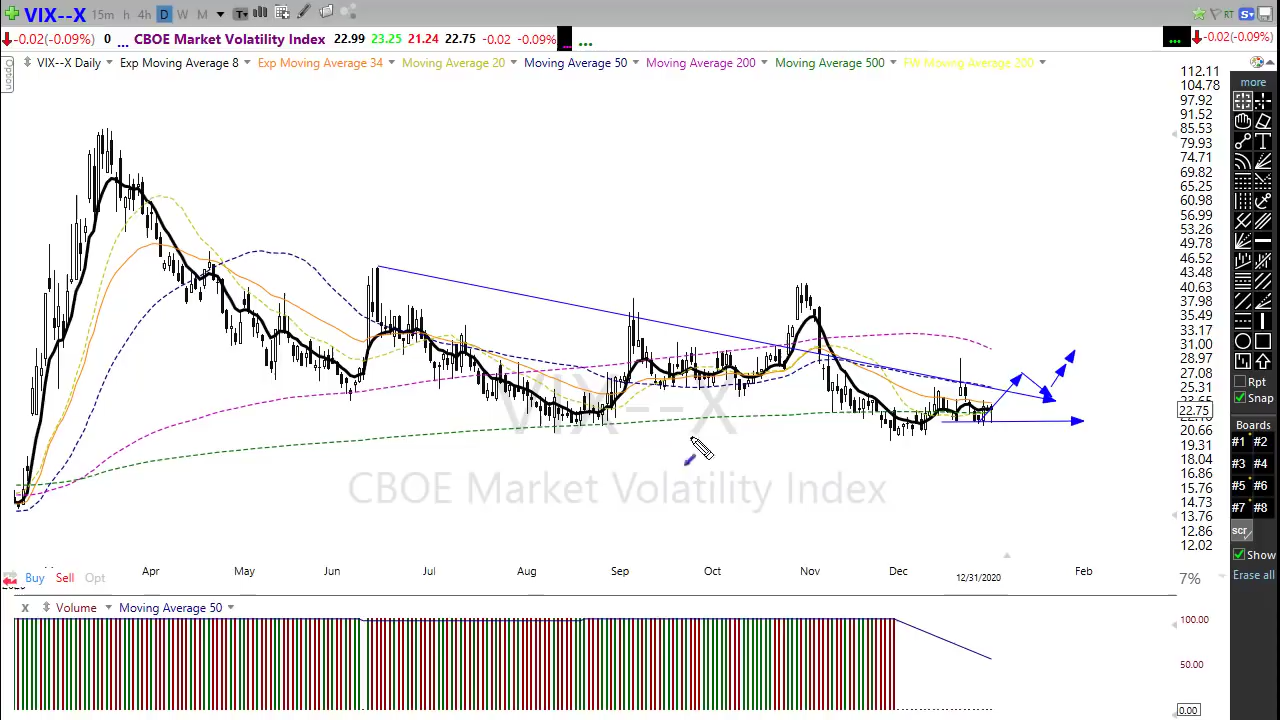 VIX--X 15m h 4h D W M T
RT S
-0.02(-0.09%) 0 ... CBOE Market Volatility Index 22.99 23.25 21.24 22.75 -0.02 -0.09% ... ... ... -0.02(-0.09%)
Option
VIX--X Daily Exp Moving Average 8 Exp Moving Average 34 Moving Average 20 Moving Average 50 Moving Average 200 Moving Average 500 FW Moving Average 200
112.11
104.78
97.92
91.52
85.53
79.93
74.71
69.82
65.25
60.98
56.99
53.26
49.78
46.52
43.48
40.63
37.98
35.49
33.17
31.00
28.97
27.08
25.31
22.75
20.66
19.31
18.04
16.86
15.76
14.73
13.76
12.86
12.02
VIX--X
CBOE Market Volatility Index
more
T
Rpt
Snap
Boards
#1 #2
#3 #4
#5 #6
#7 #8
scr
Show
Erase all
Apr May Jun Jul Aug Sep Oct Nov Dec 12/31/2020 Feb
Buy Sell Opt
7%
X Volume Moving Average 50
100.00
50.00
0.00